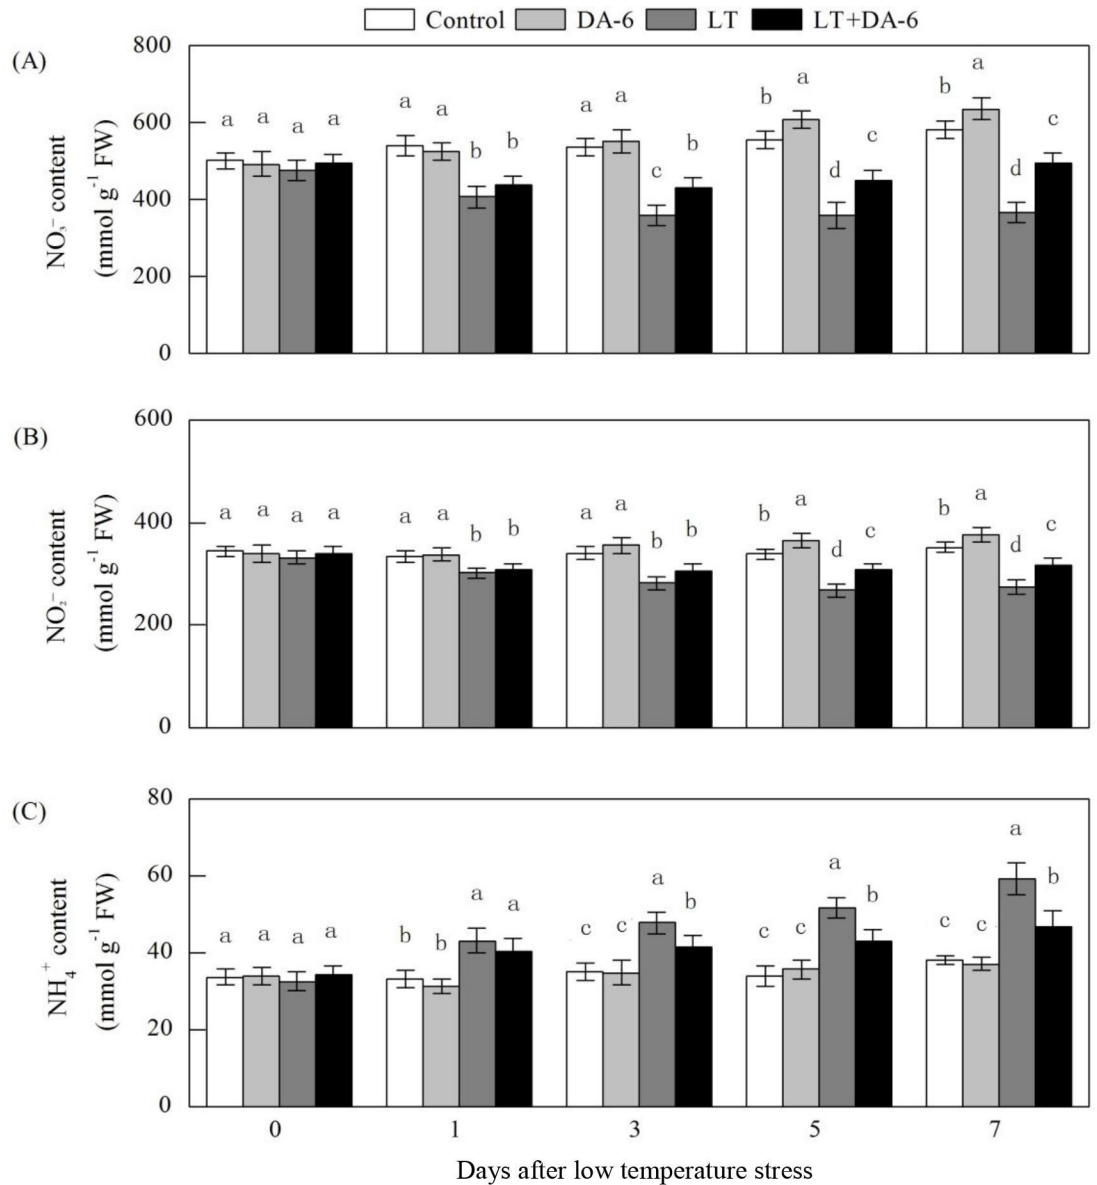 Control DA-6 LT LT+DA-6
(A)
NO₃⁻ content
(mmol g⁻¹ FW)
800
600
400
200
0
a a a a a a b b a a c b b a d c b a d c
(B)
NO₂⁻ content
(mmol g⁻¹ FW)
600
400
200
0
a a a a a a b b a a b b b a d c b a d c
(C)
NH₄⁺ content
(mmol g⁻¹ FW)
80
60
40
20
0
a a a a b b a a c c a b c c a b c c a b
0 1 3 5 7
Days after low temperature stress